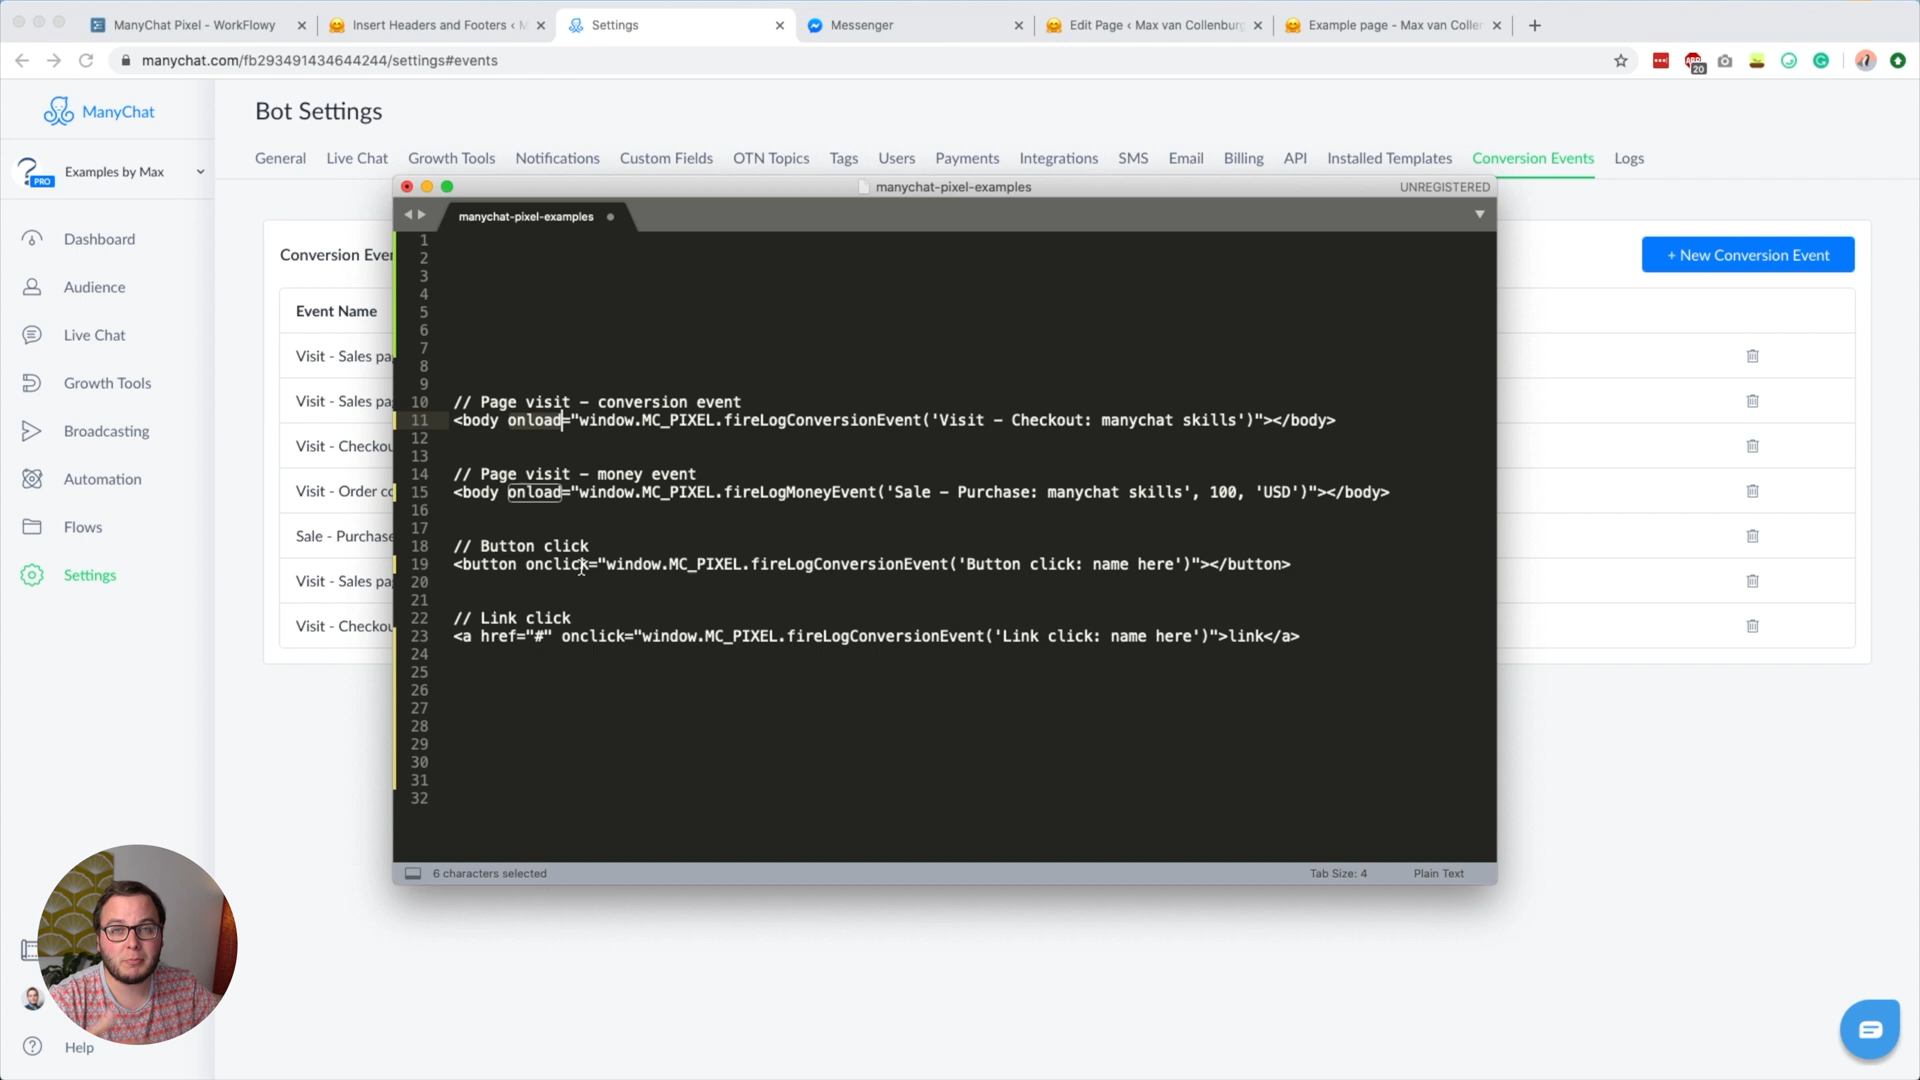 ManyChat Pixel - WorkFlowy
Insert Headers and Footers ‹ M
Settings
Messenger
Edit Page ‹ Max van Collenburg
Example page - Max van Collen
manychat.com/fb293491434644244/settings#events
20
ManyChat
Bot Settings
PRO
Examples by Max
General
Live Chat
Growth Tools
Notifications
Custom Fields
OTN Topics
Tags
Users
Payments
Integrations
SMS
Email
Billing
API
Installed Templates
Conversion Events
Logs
Dashboard
Audience
Live Chat
Growth Tools
Broadcasting
Automation
Flows
Settings
Help
Conversion Even
+ New Conversion Event
Event Name
Visit - Sales pa
Visit - Sales pa
Visit - Checkou
Visit - Order co
Sale - Purchase
Visit - Sales pa
Visit - Checkou
manychat-pixel-examples
UNREGISTERED
manychat-pixel-examples
1
2
3
4
5
6
7
8
9
10 // Page visit – conversion event
11 <body onload="window.MC_PIXEL.fireLogConversionEvent('Visit – Checkout: manychat skills')"></body>
12
13
14 // Page visit – money event
15 <body onload="window.MC_PIXEL.fireLogMoneyEvent('Sale – Purchase: manychat skills', 100, 'USD')"></body>
16
17
18 // Button click
19 <button onclick="window.MC_PIXEL.fireLogConversionEvent('Button click: name here')"></button>
20
21
22 // Link click
23 <a href="#" onclick="window.MC_PIXEL.fireLogConversionEvent('Link click: name here')">link</a>
24
25
26
27
28
29
30
31
32
6 characters selected
Tab Size: 4
Plain Text